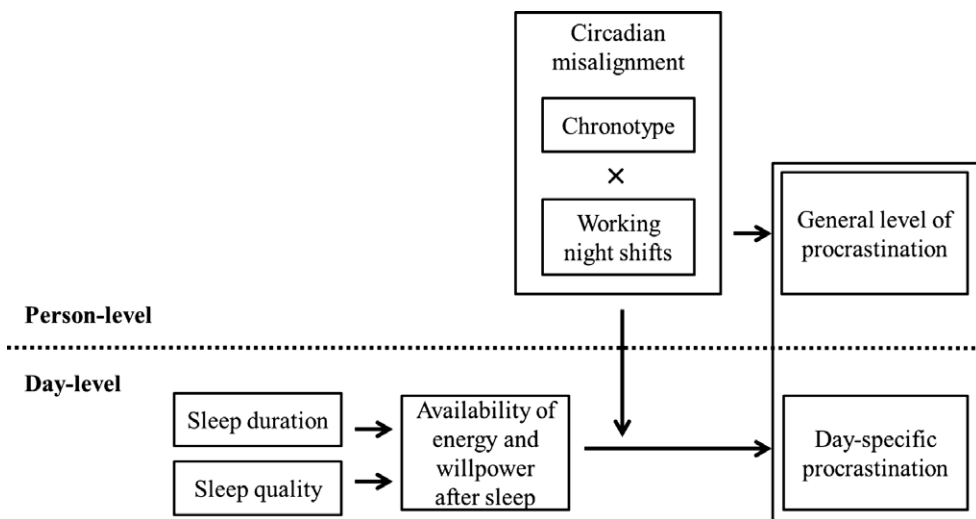 Circadian
misalignment
Chronotype
×
Working
night shifts
General level of
procrastination
Person-level
Day-level
Sleep duration
Sleep quality
Availability of
energy and
willpower
after sleep
Day-specific
procrastination